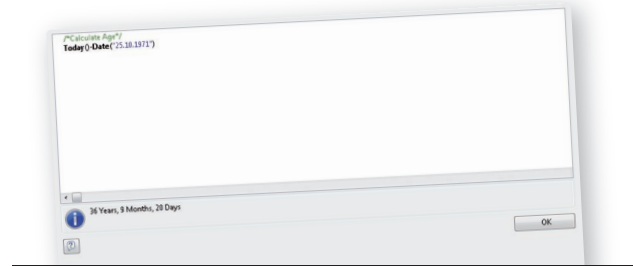 /*Calculate Age*/
Today()-Date("25.10.1971")
36 Years, 9 Months, 20 Days
OK
?